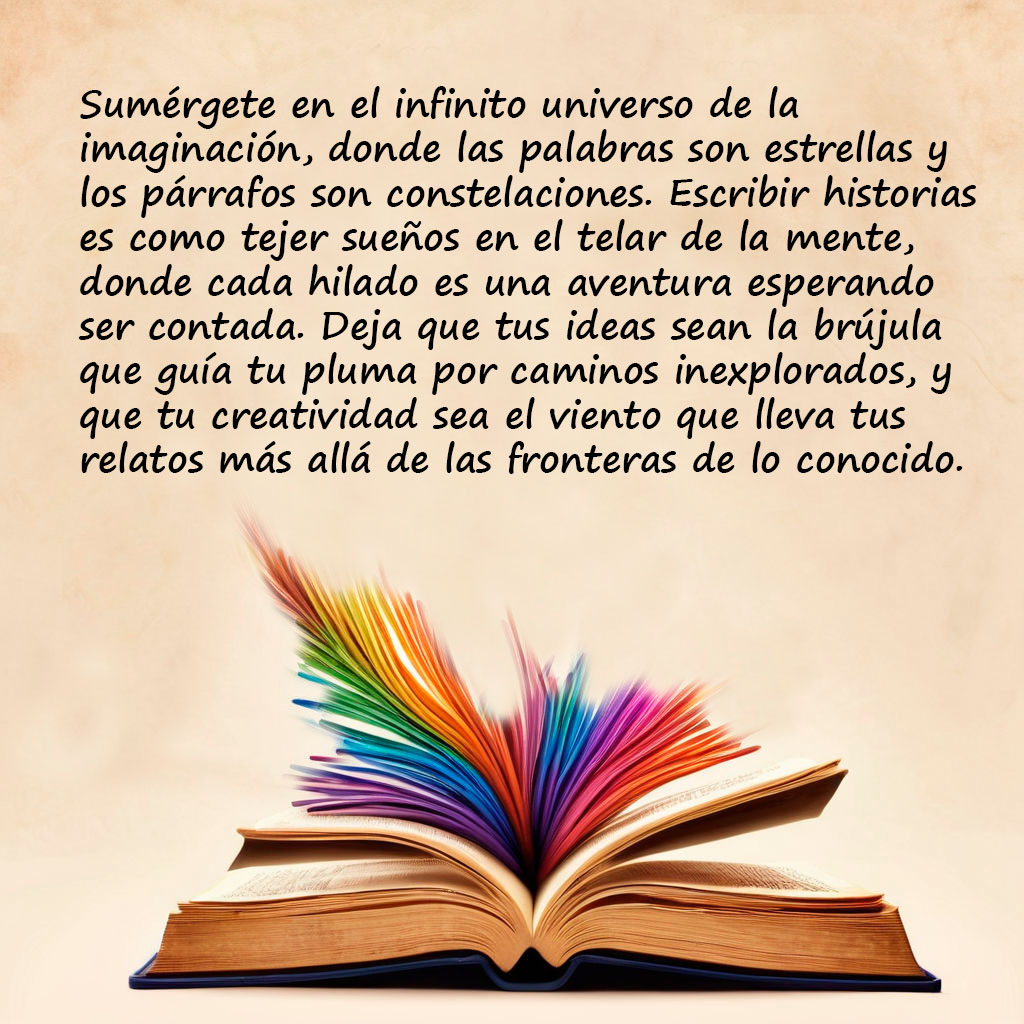 Sumérgete en el infinito universo de la
imaginación, donde las palabras son estrellas y
los párrafos son constelaciones. Escribir historias
es como tejer sueños en el telar de la mente,
donde cada hilado es una aventura esperando
ser contada. Deja que tus ideas sean la brújula
que guía tu pluma por caminos inexplorados, y
que tu creatividad sea el viento que lleva tus
relatos más allá de las fronteras de lo conocido.